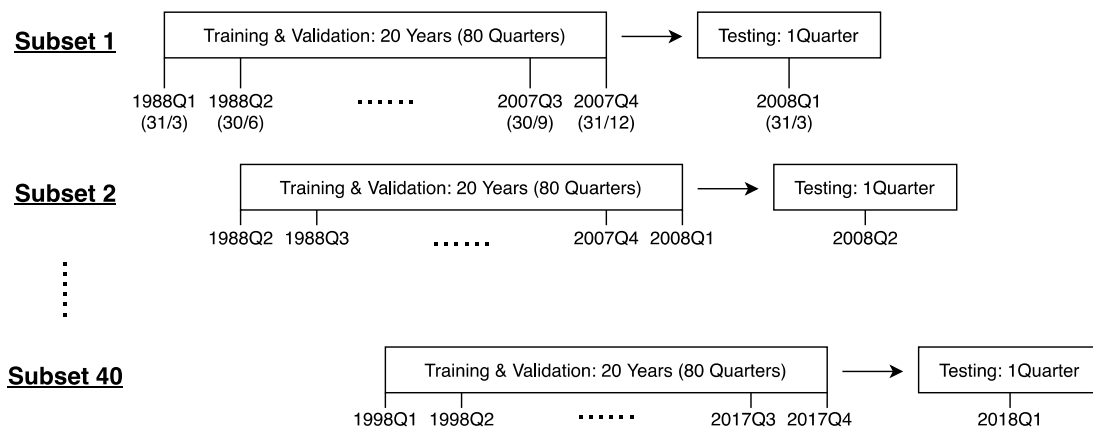 Subset 1
Training & Validation: 20 Years (80 Quarters)
Testing: 1Quarter
1988Q1 1988Q2 ...... 2007Q3 2007Q4 2008Q1
(31/3) (30/6) (30/9) (31/12) (31/3)
Subset 2
Training & Validation: 20 Years (80 Quarters)
Testing: 1Quarter
1988Q2 1988Q3 ...... 2007Q4 2008Q1 2008Q2
Subset 40
Training & Validation: 20 Years (80 Quarters)
Testing: 1Quarter
1998Q1 1998Q2 ...... 2017Q3 2017Q4 2018Q1